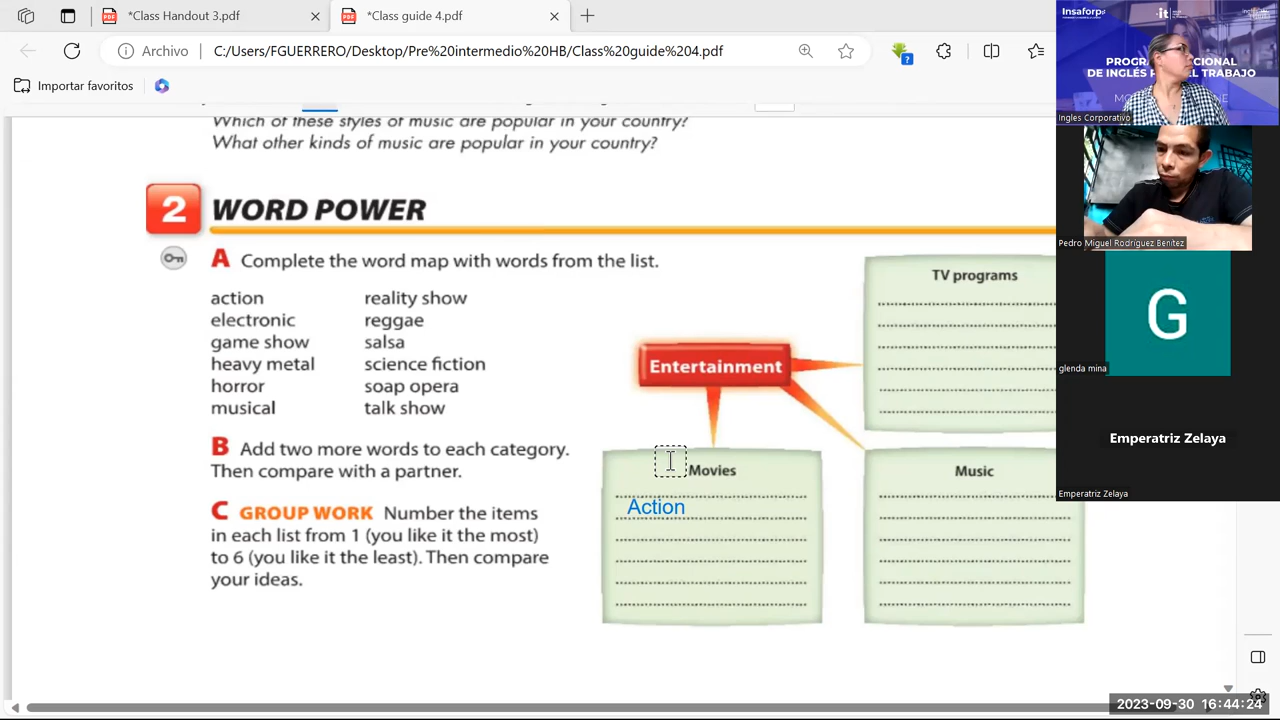 *Class Handout 3.pdf
*Class guide 4.pdf
Archivo
C:/Users/FGUERRERO/Desktop/Pre%20intermedio%20HB/Class%20guide%204.pdf
Importar favoritos
Which of these styles of music are popular in your country?
What other kinds of music are popular in your country?
2 WORD POWER
A Complete the word map with words from the list.
action
electronic
game show
heavy metal
horror
musical
reality show
reggae
salsa
science fiction
soap opera
talk show
B Add two more words to each category.
Then compare with a partner.
C GROUP WORK Number the items
in each list from 1 (you like it the most)
to 6 (you like it the least). Then compare
your ideas.
Entertainment
TV programs
Movies
Action
Music
Insaforp
it
Ingles Corporativo
Pedro Miguel Rodríguez Benítez
G
glenda mina
Emperatriz Zelaya
Emperatriz Zelaya
2023-09-30 16:44:24